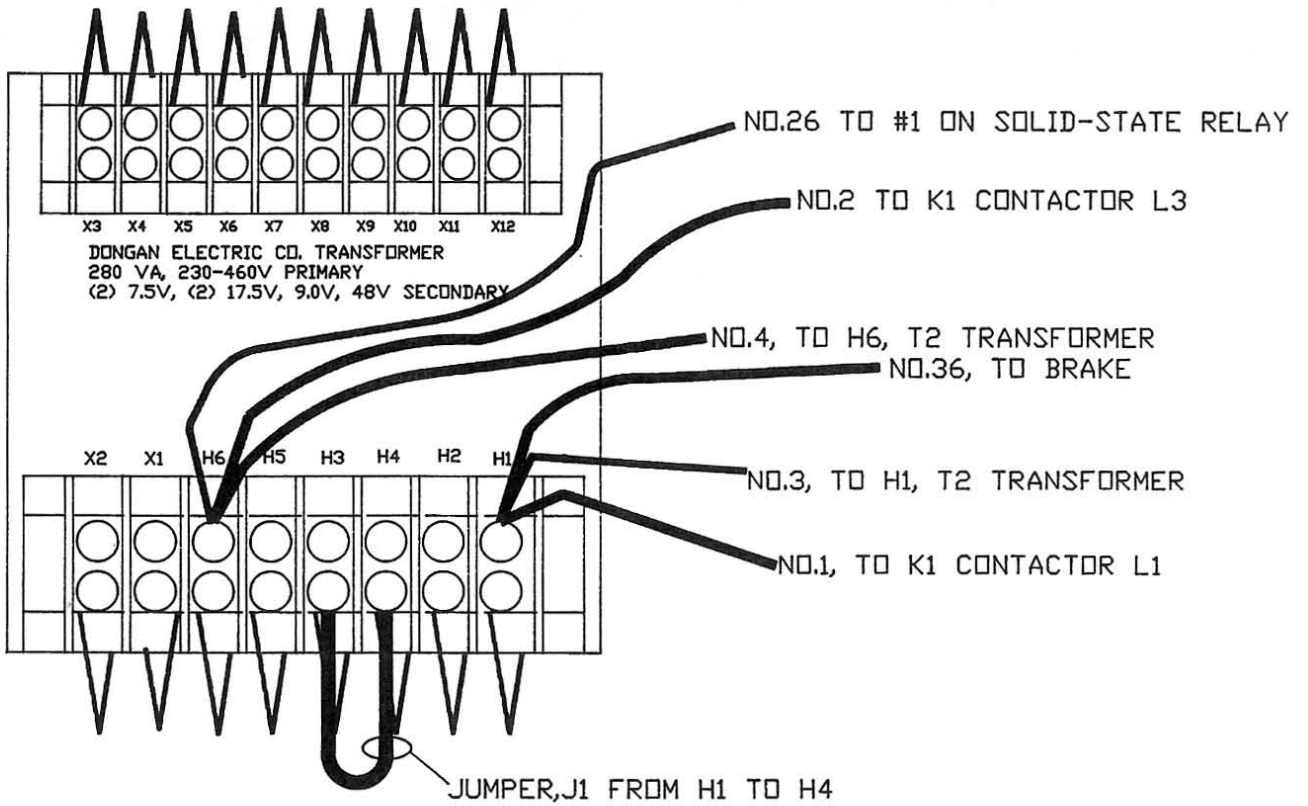 NO.26 TO #1 ON SOLID-STATE RELAY
NO.2 TO K1 CONTACTOR L3
X3 X4 X5 X6 X7 X8 X9 X10 X11 X12
DONGAN ELECTRIC CO. TRANSFORMER
280 VA, 230-460V PRIMARY
(2) 7.5V, (2) 17.5V, 9.0V, 48V SECONDARY
NO.4, TO H6, T2 TRANSFORMER
NO.36, TO BRAKE
X2 X1 H6 H5 H3 H4 H2 H1
NO.3, TO H1, T2 TRANSFORMER
NO.1, TO K1 CONTACTOR L1
JUMPER,J1 FROM H1 TO H4